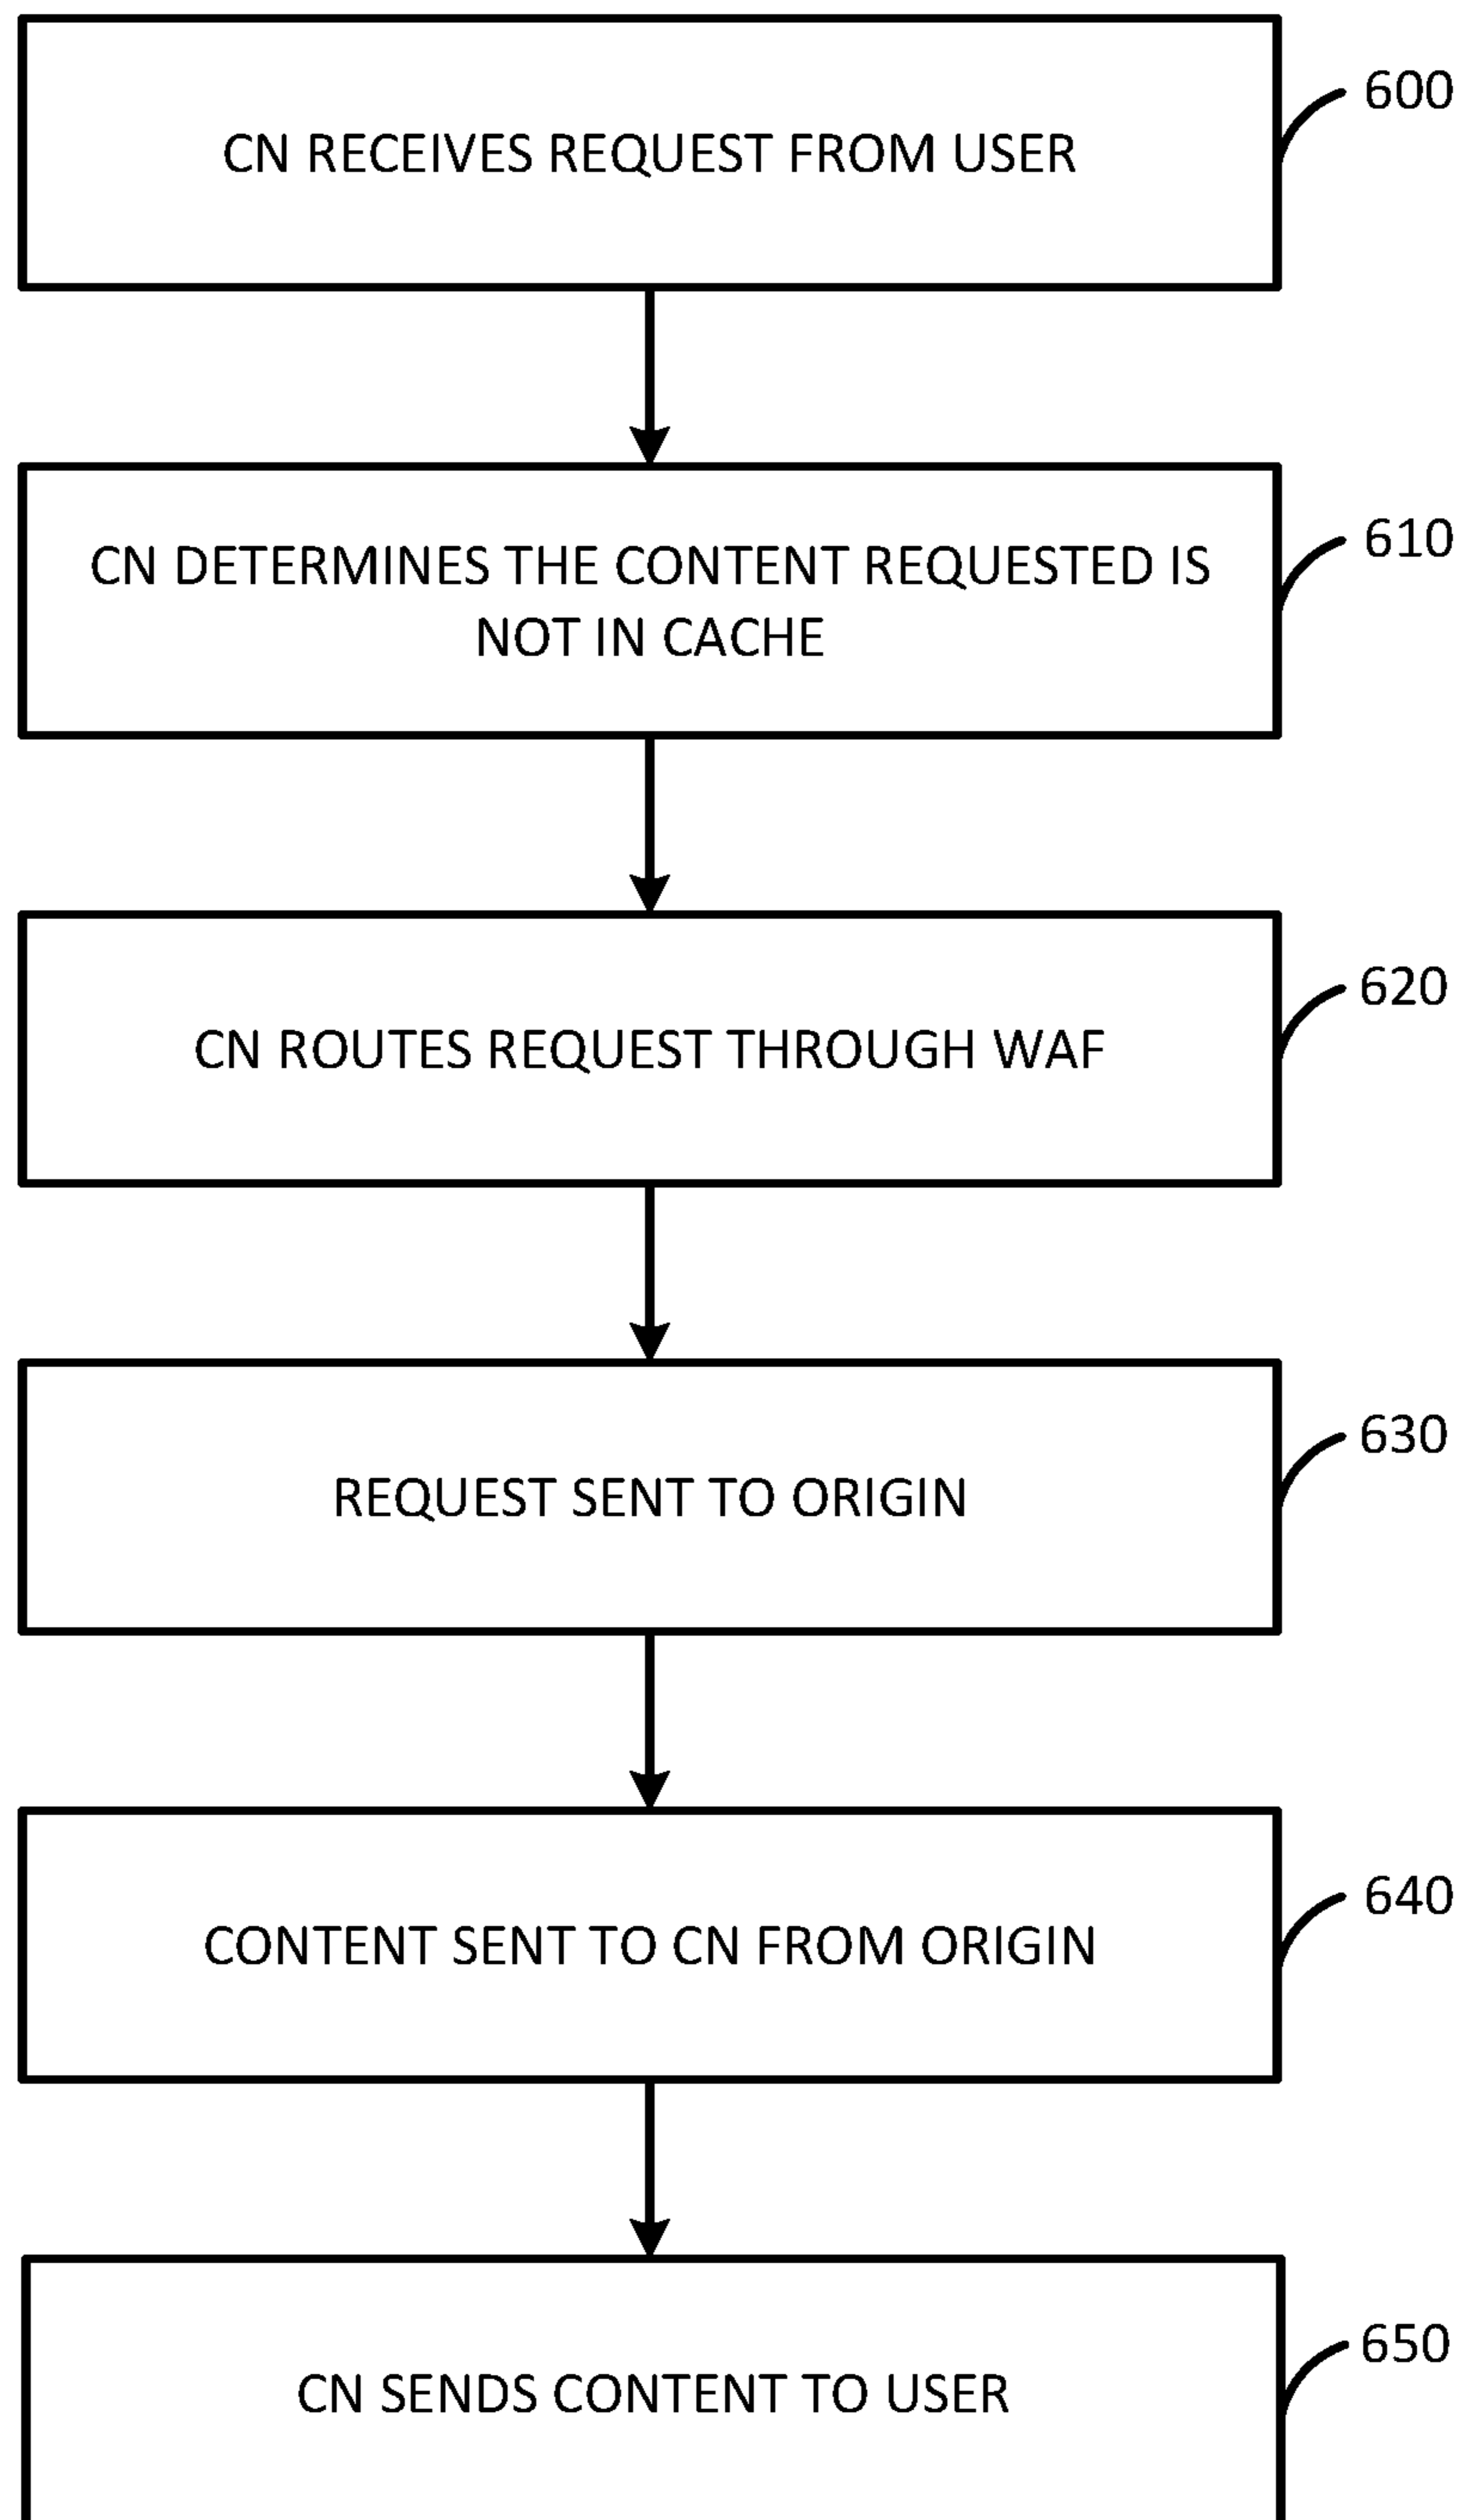 CN RECEIVES REQUEST FROM USER
600
CN DETERMINES THE CONTENT REQUESTED IS
NOT IN CACHE
610
CN ROUTES REQUEST THROUGH WAF
620
REQUEST SENT TO ORIGIN
630
CONTENT SENT TO CN FROM ORIGIN
640
CN SENDS CONTENT TO USER
650